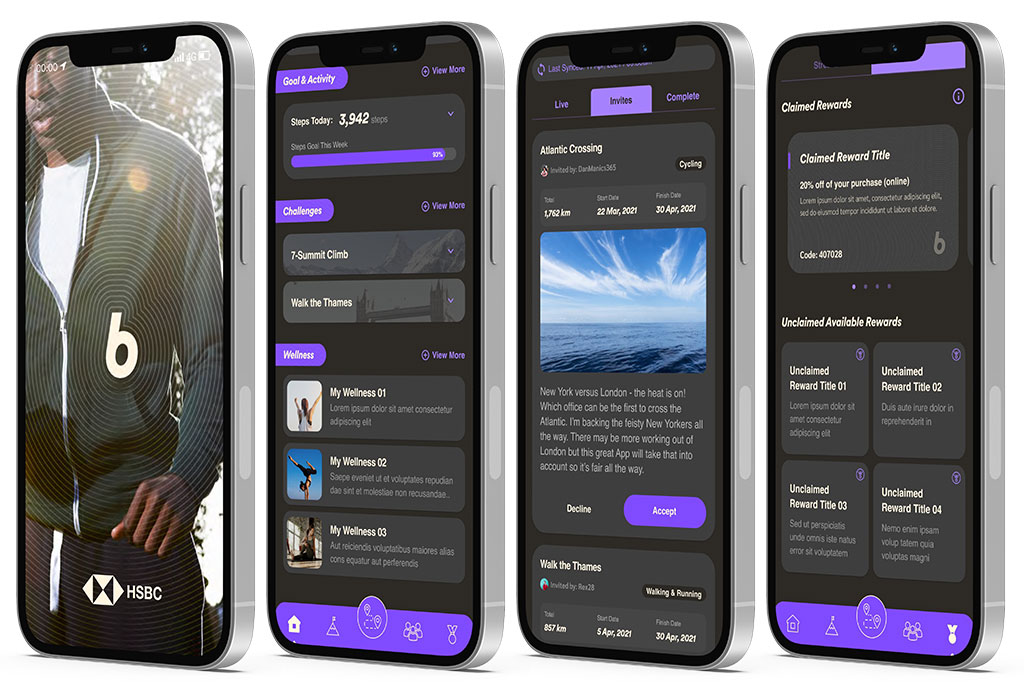 00:00
4G
b
HSBC
Goal & Activity
View More
Steps Today: 3,942 steps
Steps Goal This Week
93%
Challenges
View More
7-Summit Climb
Walk the Thames
Wellness
View More
My Wellness 01
Lorem ipsum dolor sit amet consectetur
adipiscing elit
My Wellness 02
Saepe eveniet ut et voluptates repudian
dae sint et molestiae non recusandae..
My Wellness 03
Aut reiciendis voluptatibus maiores alias
cons equatur aut perferendis
Last Synced:
Live
Invites
Complete
Atlantic Crossing
Invited by: DanManics365
Cycling
Total
Start Date
Finish Date
1,762 km
22 Mar, 2021
30 Apr, 2021
New York versus London - the heat is on!
Which office can be the first to cross the
Atlantic. I'm backing the feisty New Yorkers all
the way. There may be more working out of
London but this great App will take that into
account so it's fair all the way.
Decline
Accept
Walk the Thames
Invited by: Rex28
Walking & Running
Total
Start Date
Finish Date
857 km
5 Apr, 2021
30 Apr, 2021
Claimed Rewards
Claimed Reward Title
20% off of your purchase (online)
Lorem ipsum dolor sit amet, consectetur adipiscing elit,
sed do eiusmod tempor incididunt ut labore et dolore.
Code: 407028
b
Unclaimed Available Rewards
Unclaimed
Reward Title 01
Lorem ipsum dolor sit
amet, consectetur
adipiscing elit
Unclaimed
Reward Title 02
Duis aute irure dolor in
reprehenderit in
Unclaimed
Reward Title 03
Sed ut perspiciatis
unde omnis iste natus
error sit voluptatem
Unclaimed
Reward Title 04
Nemo enim ipsam
volup tatem quia
voluptas magni